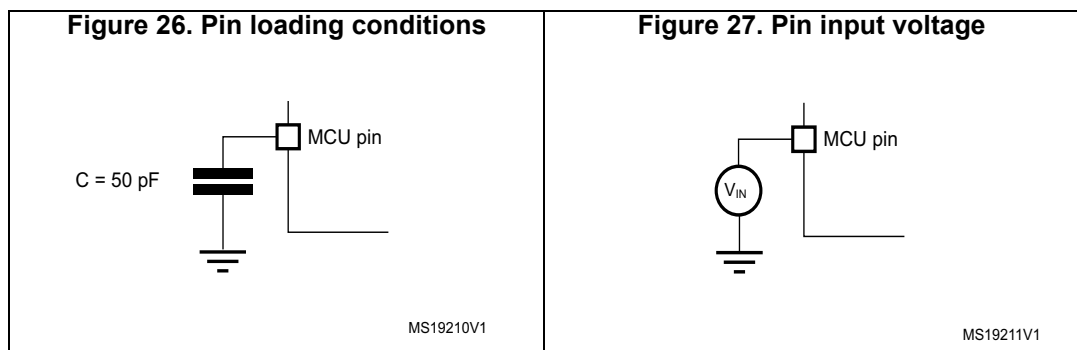 Figure 26. Pin loading conditions
MCU pin
C = 50 pF
MS19210V1
Figure 27. Pin input voltage
MCU pin
VIN
MS19211V1